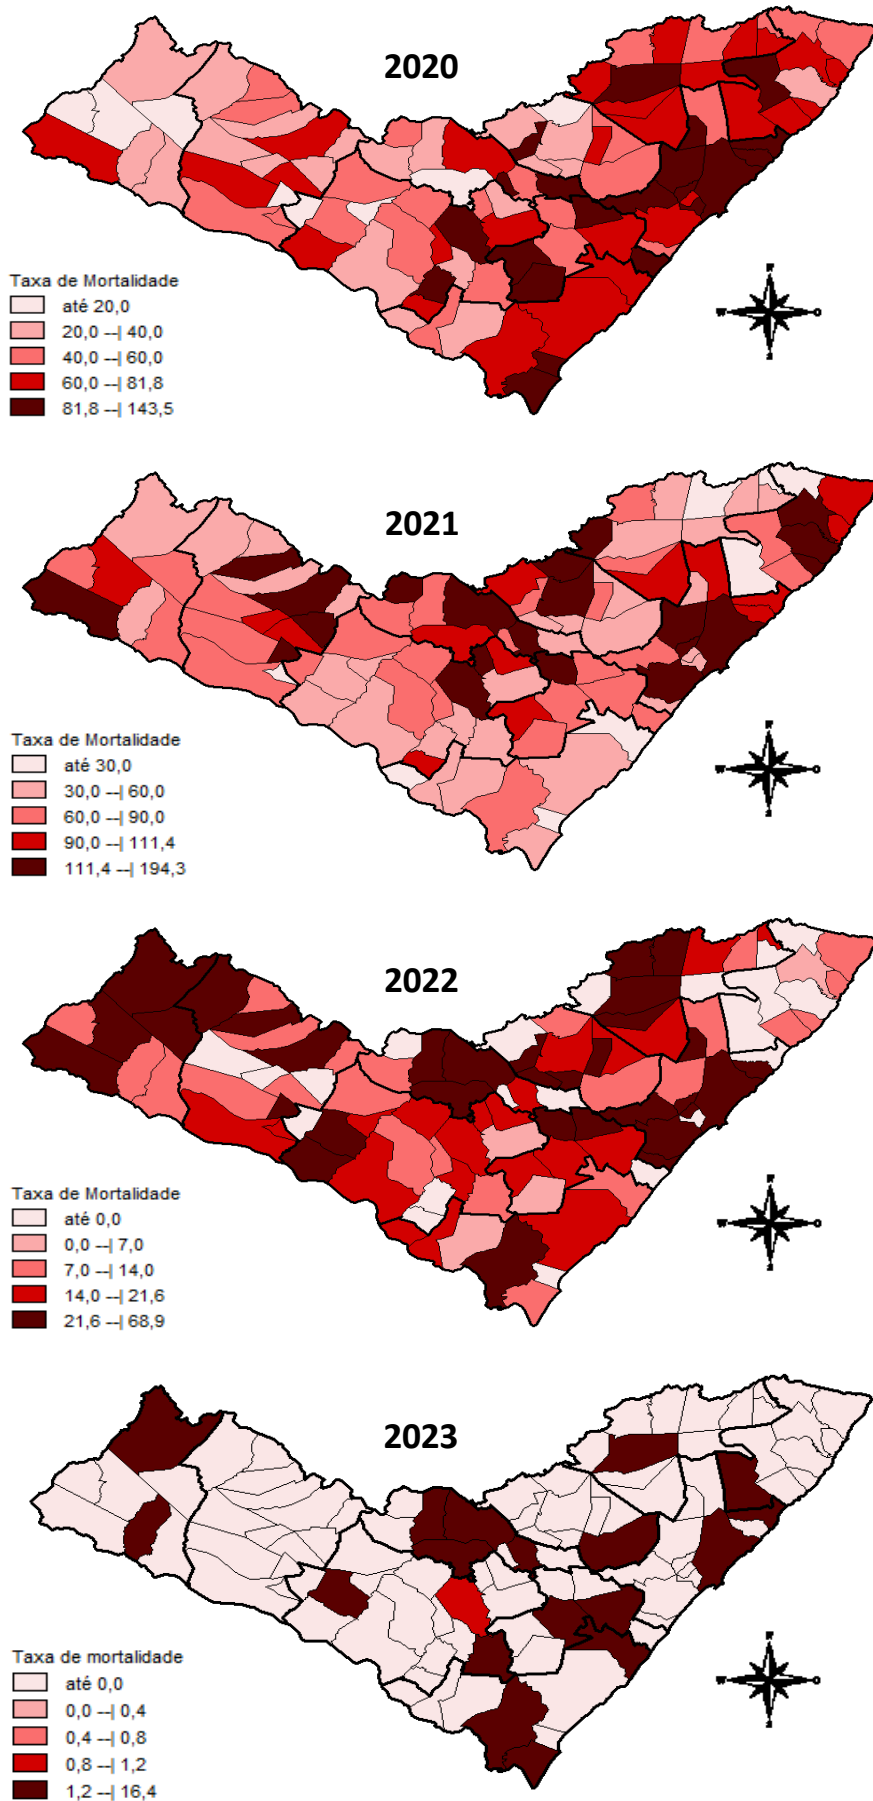 2020
Taxa de Mortalidade
até 20,0
20,0 --| 40,0
40,0 --| 60,0
60,0 --| 81,8
81,8 --| 143,5
2021
Taxa de Mortalidade
até 30,0
30,0 --| 60,0
60,0 --| 90,0
90,0 --| 111,4
111,4 --| 194,3
2022
Taxa de Mortalidade
até 0,0
0,0 --| 7,0
7,0 --| 14,0
14,0 --| 21,6
21,6 --| 68,9
2023
Taxa de mortalidade
até 0,0
0,0 --| 0,4
0,4 --| 0,8
0,8 --| 1,2
1,2 --| 16,4